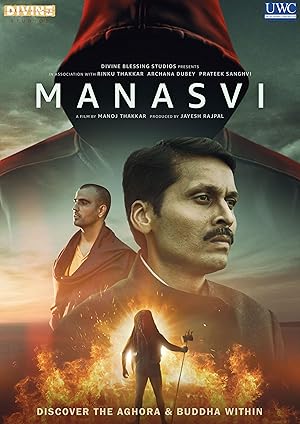 DIVINE
UWC
DIVINE BLESSING STUDIOS PRESENTS
IN ASSOCIATION WITH RINKU THAKKAR ARCHANA DUBEY PRATEEK SANGHVI
MANASVI
A FILM BY MANOJ THAKKAR PRODUCED BY JAYESH RAJPAL
DISCOVER THE AGHORA & BUDDHA WITHIN